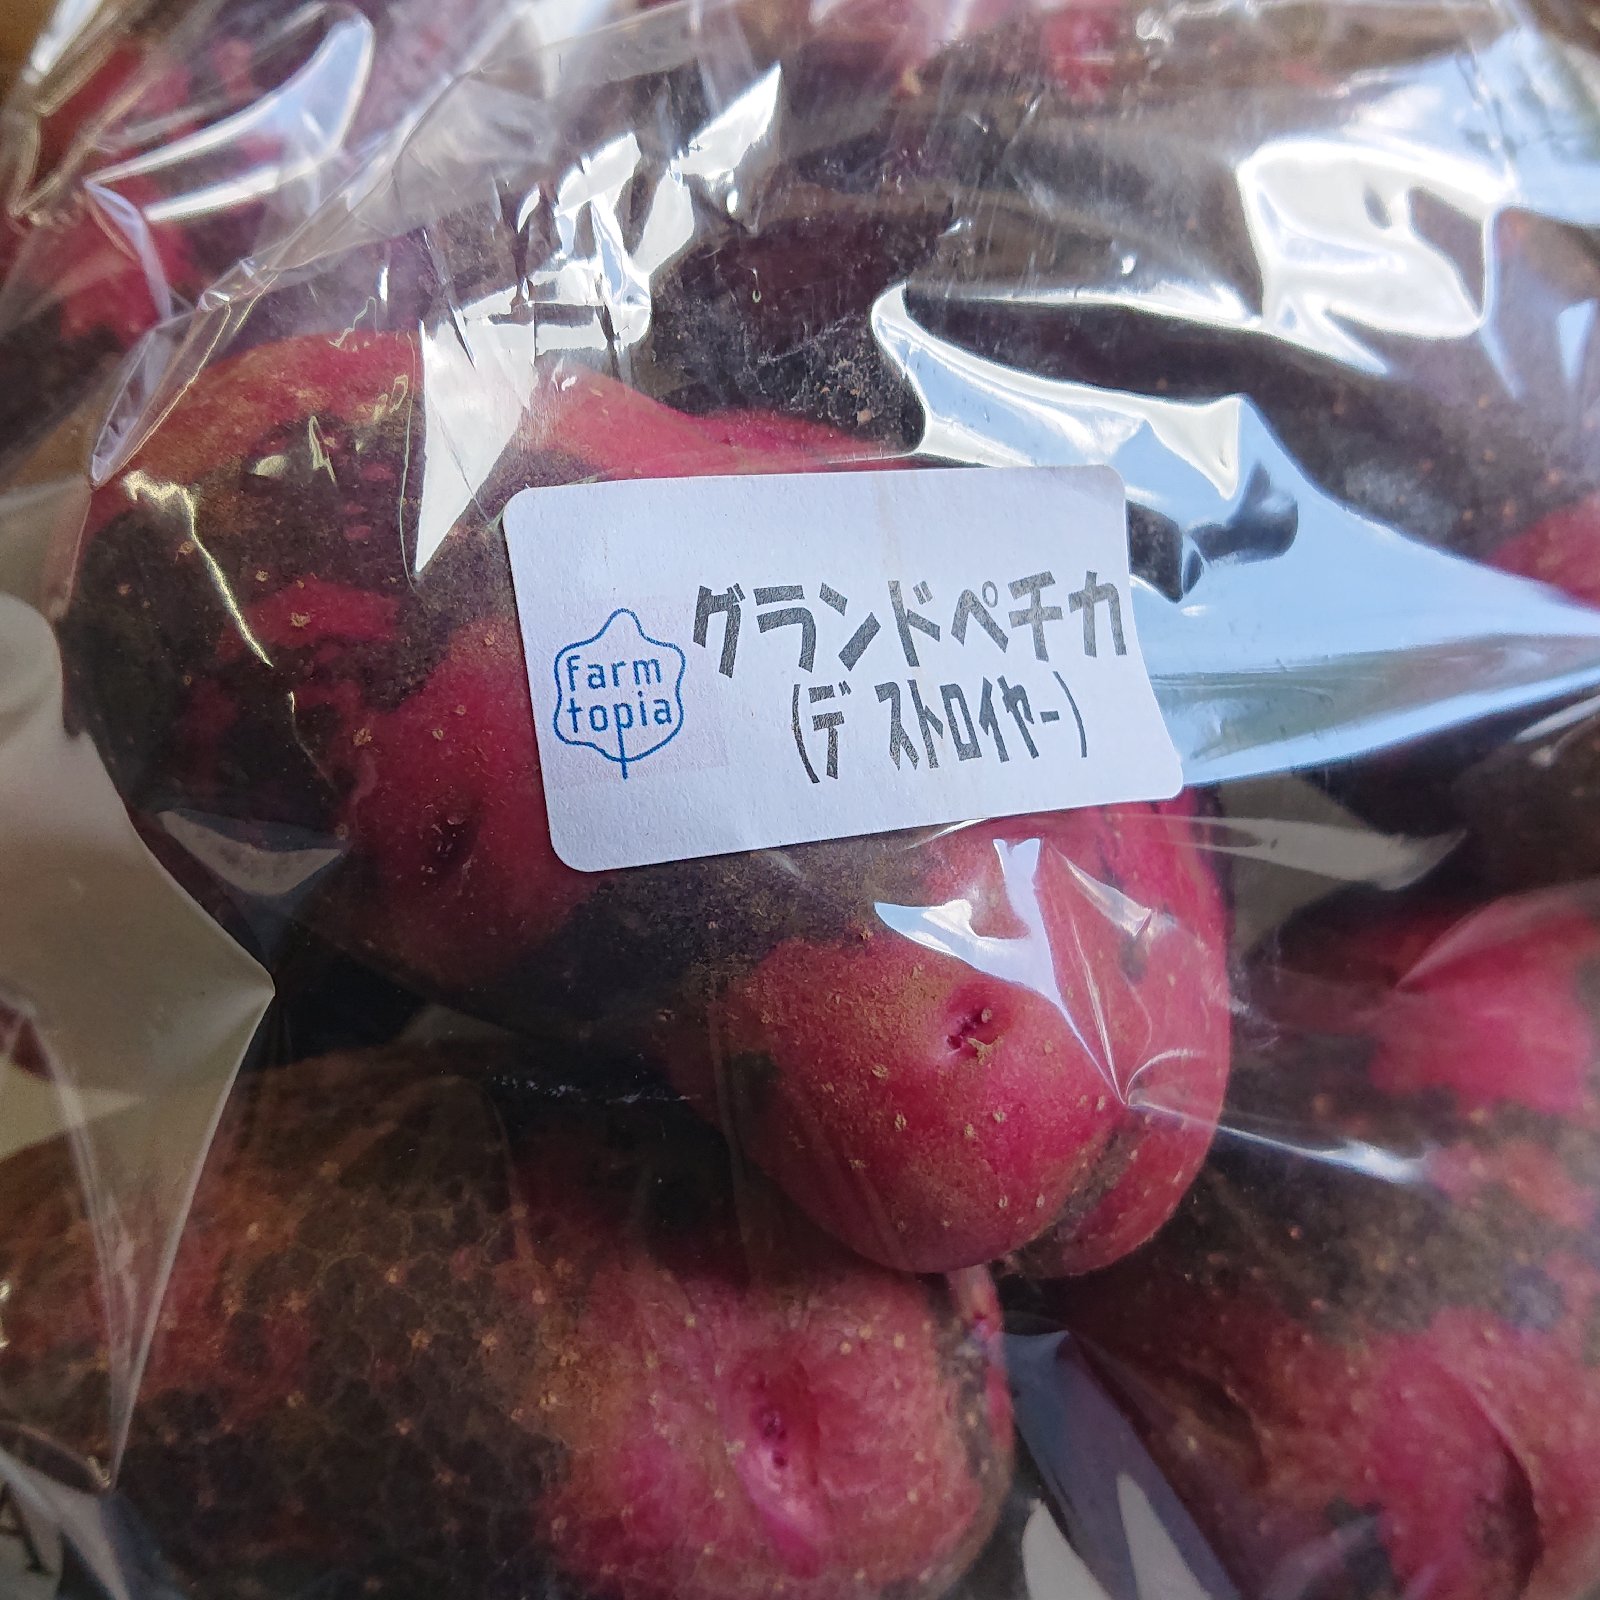 farm
topia
グランドペチカ
(デストロイヤー)